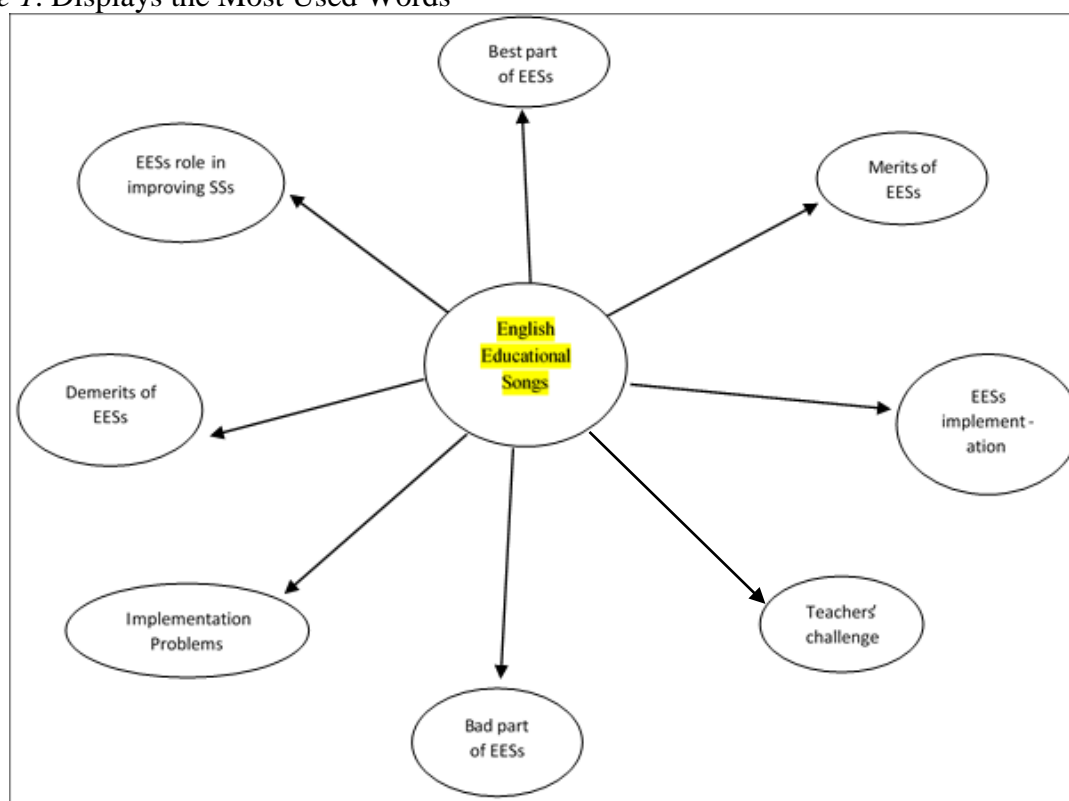 e 1. Displays the Most Used Words
Best part
of EESs
EESs role in
improving SSs
Merits of
EESs
English
Educational
Songs
Demerits of
EESs
EESs
implement-
ation
Implementation
Problems
Teachers'
challenge
Bad part
of EESs